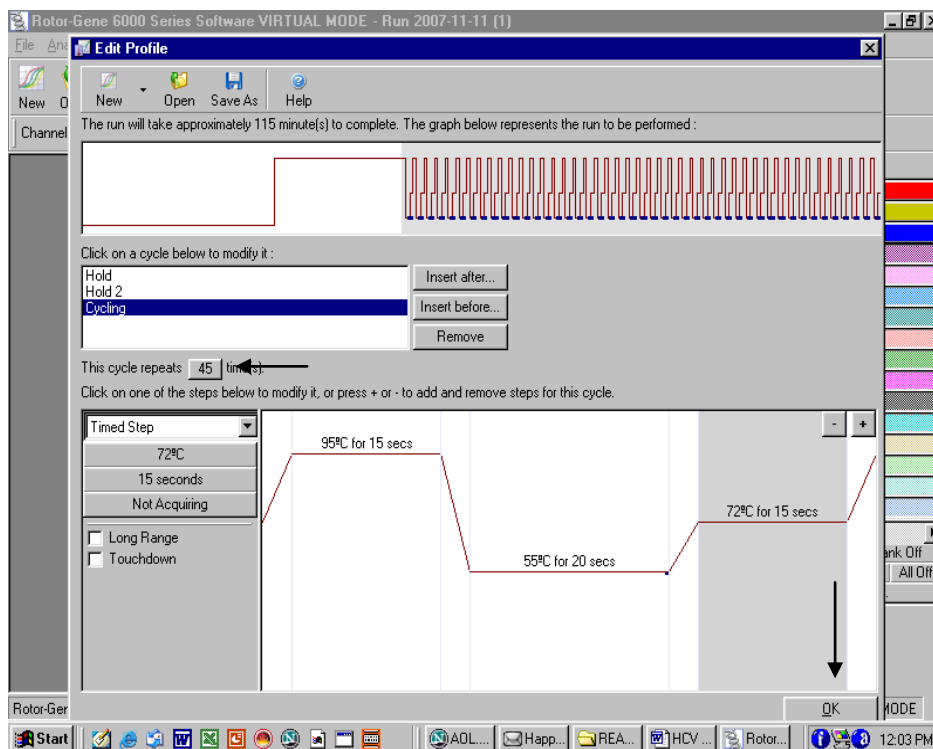 Rotor-Gene 6000 Series Software VIRTUAL MODE - Run 2007-11-11 (1)
File Ana
Edit Profile
New Open Save As Help
New O
Channel
The run will take approximately 115 minute(s) to complete. The graph below represents the run to be performed :
Click on a cycle below to modify it :
Hold
Hold 2
Cycling
Insert after...
Insert before...
Remove
This cycle repeats 45 time(s).
Click on one of the steps below to modify it, or press + or - to add and remove steps for this cycle.
Timed Step
72ºC
15 seconds
Not Acquiring
Long Range
Touchdown
- +
95ºC for 15 secs
55ºC for 20 secs
72ºC for 15 secs
ank Off
All Off
OK
Rotor-Ger
MODE
Start AOL... Happ... REA... HCV ... Rotor... 12:03 PM